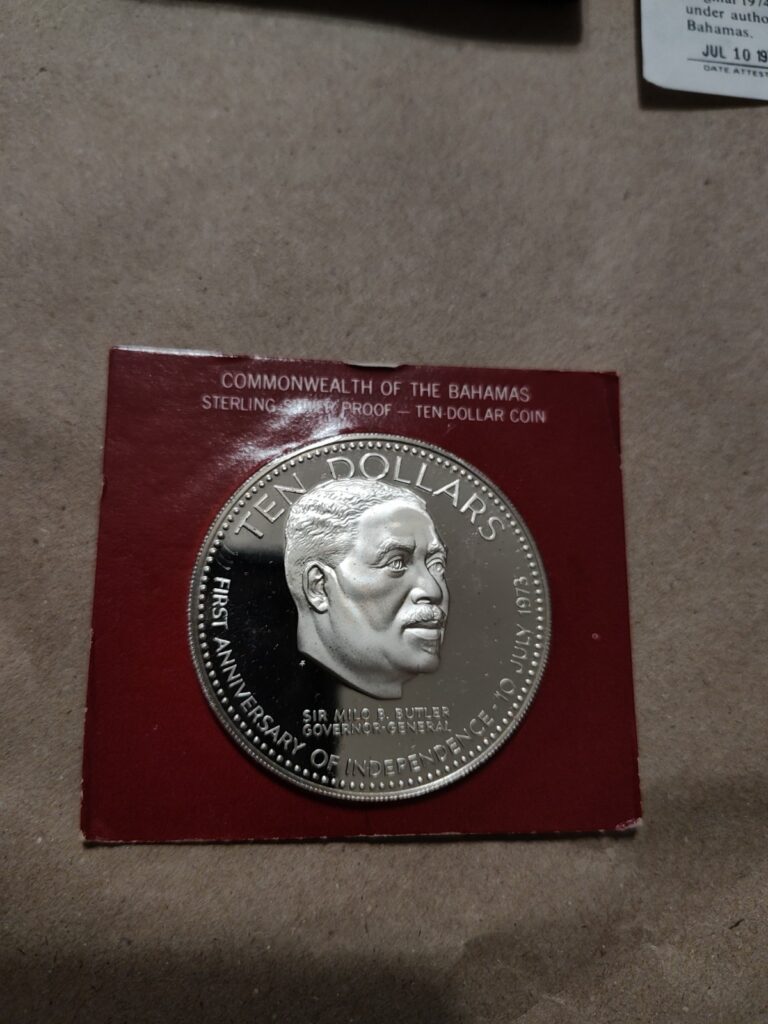 under autho
Bahamas.
JUL 10 19
DATE ATTEST
COMMONWEALTH OF THE BAHAMAS
STERLING SILVER PROOF — TEN-DOLLAR COIN
TEN DOLLARS
SIR MILO B. BUTLER
GOVERNOR-GENERAL
FIRST ANNIVERSARY OF INDEPENDENCE - 10 JULY 1973